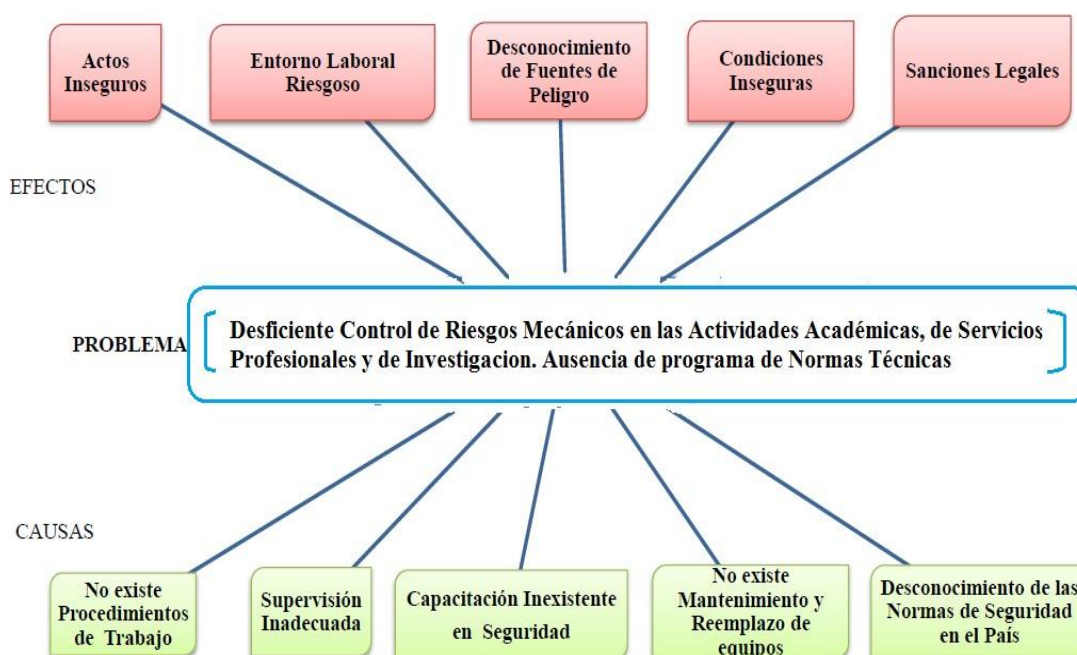 Actos
Inseguros
Entorno Laboral
Riesgoso
Desconocimiento
de Fuentes de
Peligro
Condiciones
Inseguras
Sanciones Legales
EFECTOS
PROBLEMA
Desficiente Control de Riesgos Mecánicos en las Actividades Académicas, de Servicios
Profesionales y de Investigacion. Ausencia de programa de Normas Técnicas
CAUSAS
No existe
Procedimientos
de Trabajo
Supervisión
Inadecuada
Capacitación Inexistente
en Seguridad
No existe
Mantenimiento y
Reemplazo de
equipos
Desconocimiento de las
Normas de Seguridad
en el País